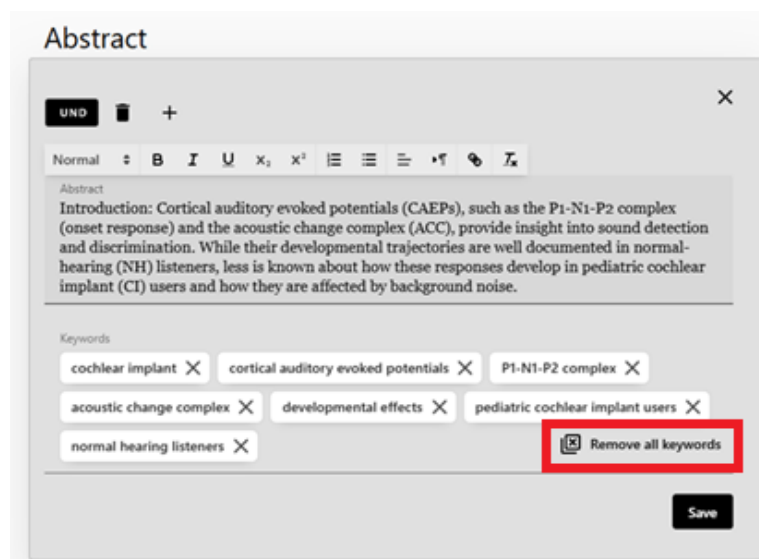 Abstract
UND
Normal B I U X₂ X²
Abstract
Introduction: Cortical auditory evoked potentials (CAEPs), such as the P1-N1-P2 complex
(onset response) and the acoustic change complex (ACC), provide insight into sound detection
and discrimination. While their developmental trajectories are well documented in normal-
hearing (NH) listeners, less is known about how these responses develop in pediatric cochlear
implant (CI) users and how they are affected by background noise.
Keywords
cochlear implant cortical auditory evoked potentials P1-N1-P2 complex
acoustic change complex developmental effects pediatric cochlear implant users
normal hearing listeners Remove all keywords
Save